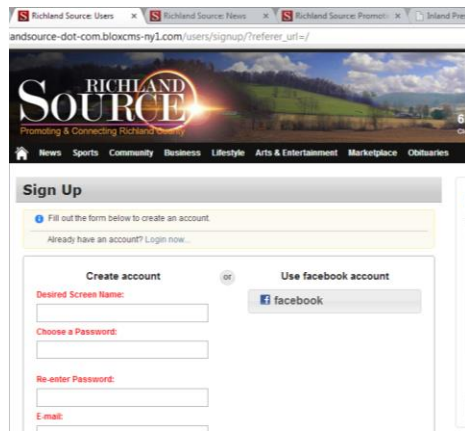 Richland Source: Users × Richland Source: News × Richland Source: Promoti × Inland Pre
andsource-dot-com.bloxcms-ny1.com/users/signup/?referer_url=/
RICHLAND
SOURCE
Promoting & Connecting Richland County
6
News Sports Community Business Lifestyle Arts & Entertainment Marketplace Obituaries
Sign Up
Fill out the form below to create an account.
Already have an account? Login now...
Create account or Use facebook account
Desired Screen Name: facebook
Choose a Password:
Re-enter Password:
E-mail: